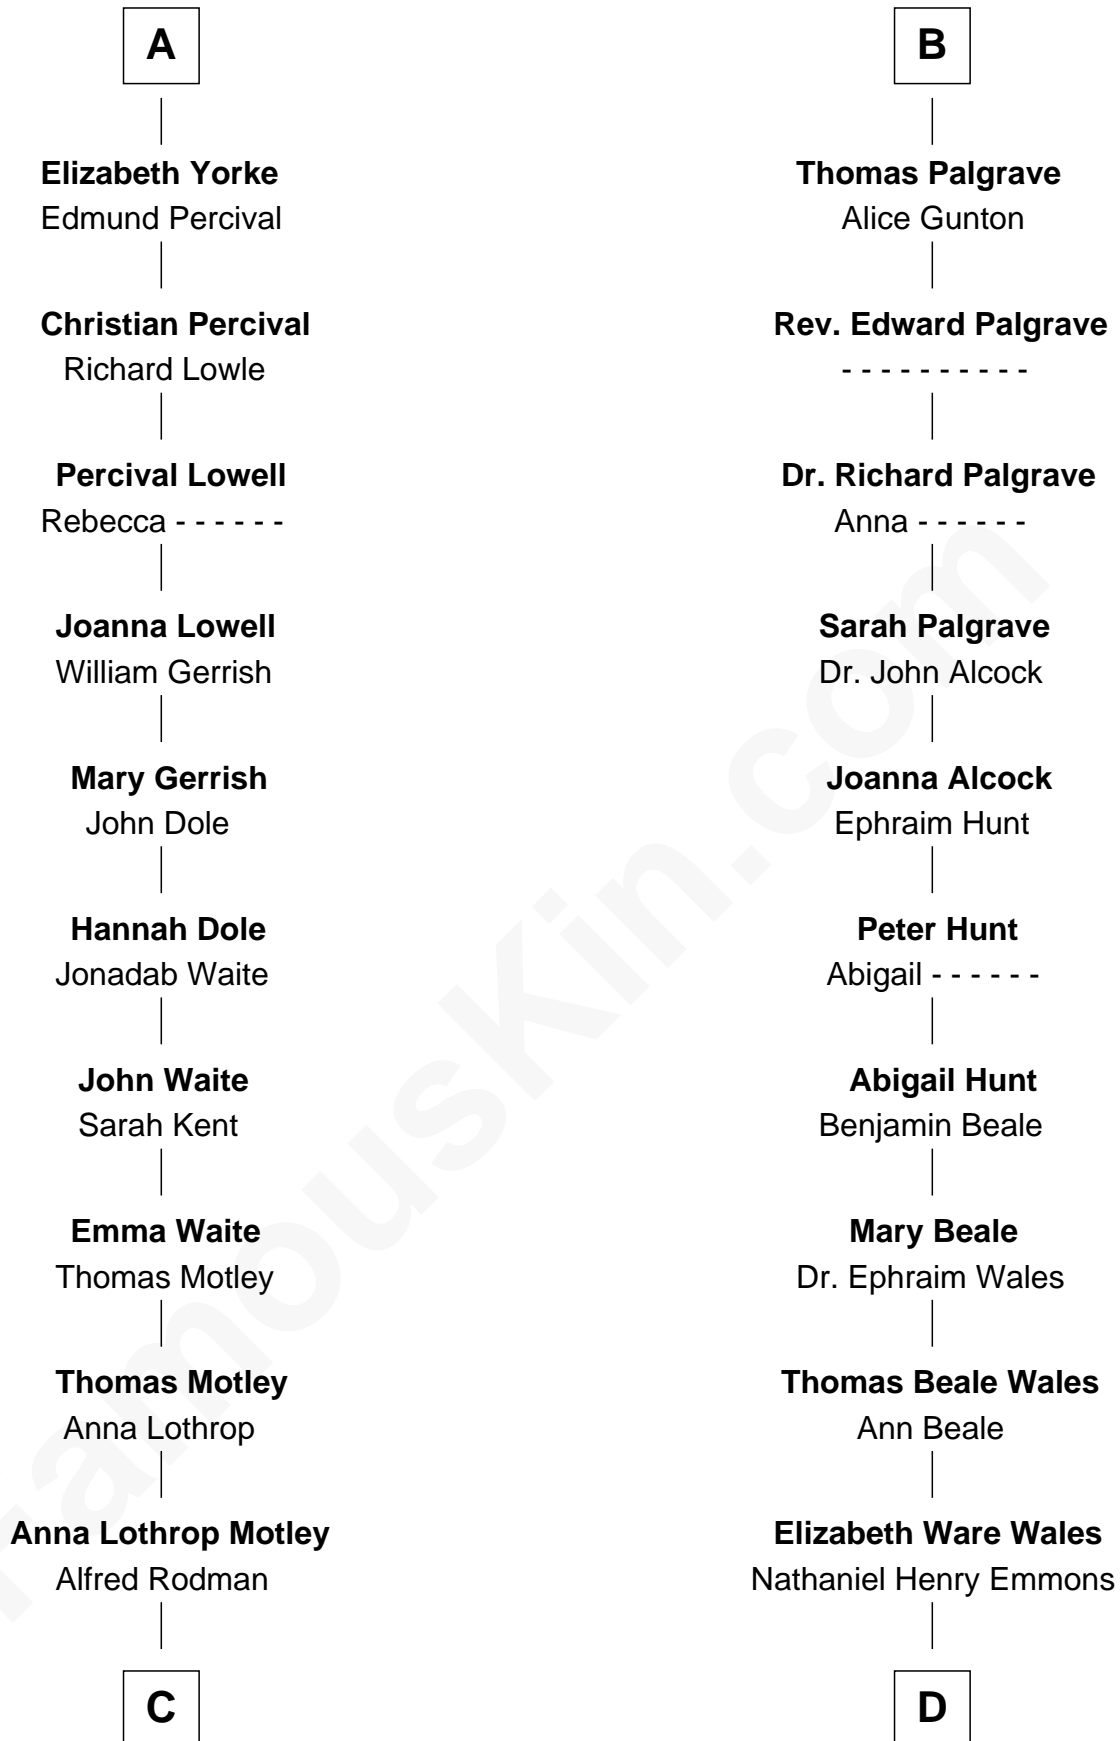 A
Elizabeth Yorke
Edmund Percival
Christian Percival
Richard Lowle
Percival Lowell
Rebecca - - - - - -
Joanna Lowell
William Gerrish
Mary Gerrish
John Dole
Hannah Dole
Jonadab Waite
John Waite
Sarah Kent
Emma Waite
Thomas Motley
Thomas Motley
Anna Lothrop
Anna Lothrop Motley
Alfred Rodman
C
B
Thomas Palgrave
Alice Gunton
Rev. Edward Palgrave
- - - - - - - - - -
Dr. Richard Palgrave
Anna - - - - - -
Sarah Palgrave
Dr. John Alcock
Joanna Alcock
Ephraim Hunt
Peter Hunt
Abigail - - - - - -
Abigail Hunt
Benjamin Beale
Mary Beale
Dr. Ephraim Wales
Thomas Beale Wales
Ann Beale
Elizabeth Ware Wales
Nathaniel Henry Emmons
D
FamousKin.com